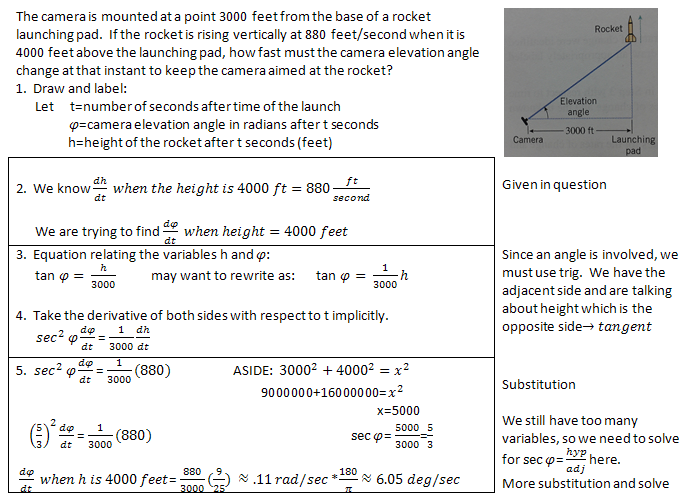 The camera is mounted at a point 3000 feet from the base of a rocket
launching pad. If the rocket is rising vertically at 880 feet/second when it is
4000 feet above the launching pad, how fast must the camera elevation angle
change at that instant to keep the camera aimed at the rocket?
1. Draw and label:
Let t=number of seconds after time of the launch
φ=camera elevation angle in radians after t seconds
h=height of the rocket after t seconds (feet)
Rocket
Elevation
angle
3000 ft
Camera
Launching
pad
2. We know dh/dt when the height is 4000 ft = 880 ft/second
Given in question
We are trying to find dφ/dt when height = 4000 feet
3. Equation relating the variables h and φ:
tan φ = h/3000 may want to rewrite as: tan φ = 1/3000 h
4. Take the derivative of both sides with respect to t implicitly.
sec² φ dφ/dt = 1/3000 dh/dt
Since an angle is involved, we
must use trig. We have the
adjacent side and are talking
about height which is the
opposite side→ tangent
5. sec² φ dφ/dt = 1/3000 (880)
ASIDE: 3000² + 4000² = x²
9000000+16000000=x²
x=5000
(5/3)² dφ/dt = 1/3000 (880)
sec φ= 5000/3000 = 5/3
dφ/dt when h is 4000 feet= 880/3000 (9/25) ≈ .11 rad/sec * 180/π ≈ 6.05 deg/sec
Substitution
We still have too many
variables, so we need to solve
for sec φ= hyp/adj here.
More substitution and solve